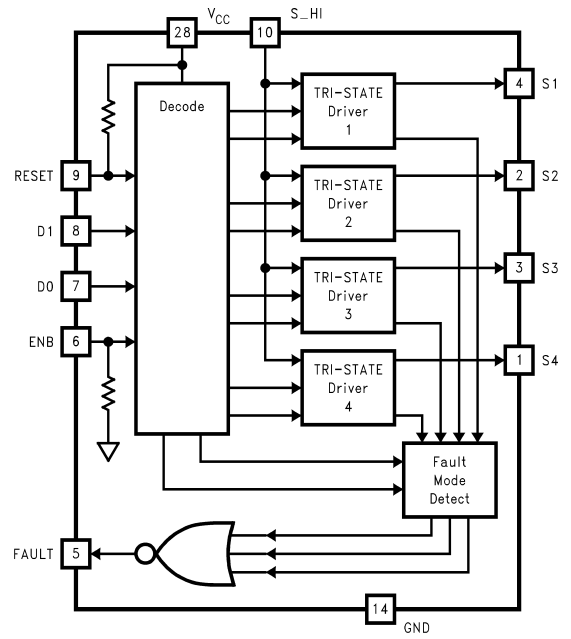 V_CC
S_HI
28
10
Decode
TRI-STATE
Driver
1
4
S1
RESET
9
TRI-STATE
Driver
2
2
S2
D1
8
D0
7
TRI-STATE
Driver
3
3
S3
ENB
6
TRI-STATE
Driver
4
1
S4
Fault
Mode
Detect
FAULT
5
14
GND